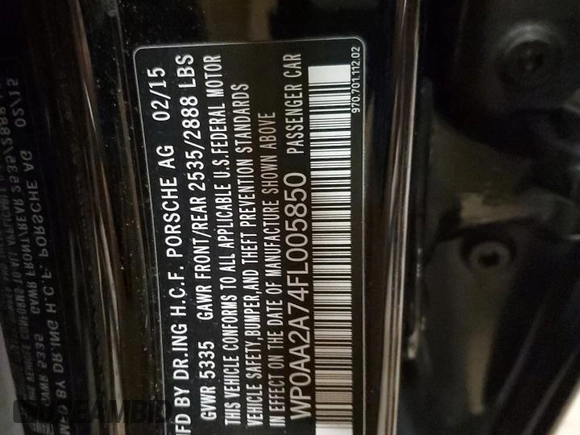 MFD BY DR.ING H.C.F. PORSCHE AG 02/15
GVWR 5335 GAWR FRONT/REAR 2535/2888 LBS
THIS VEHICLE CONFORMS TO ALL APPLICABLE U.S.FEDERAL MOTOR
VEHICLE SAFETY,BUMPER,AND THEFT PREVENTION STANDARDS
IN EFFECT ON THE DATE OF MANUFACTURE SHOWN ABOVE
WP0AA2A74FL005850 PASSENGER CAR
970.701.112.02